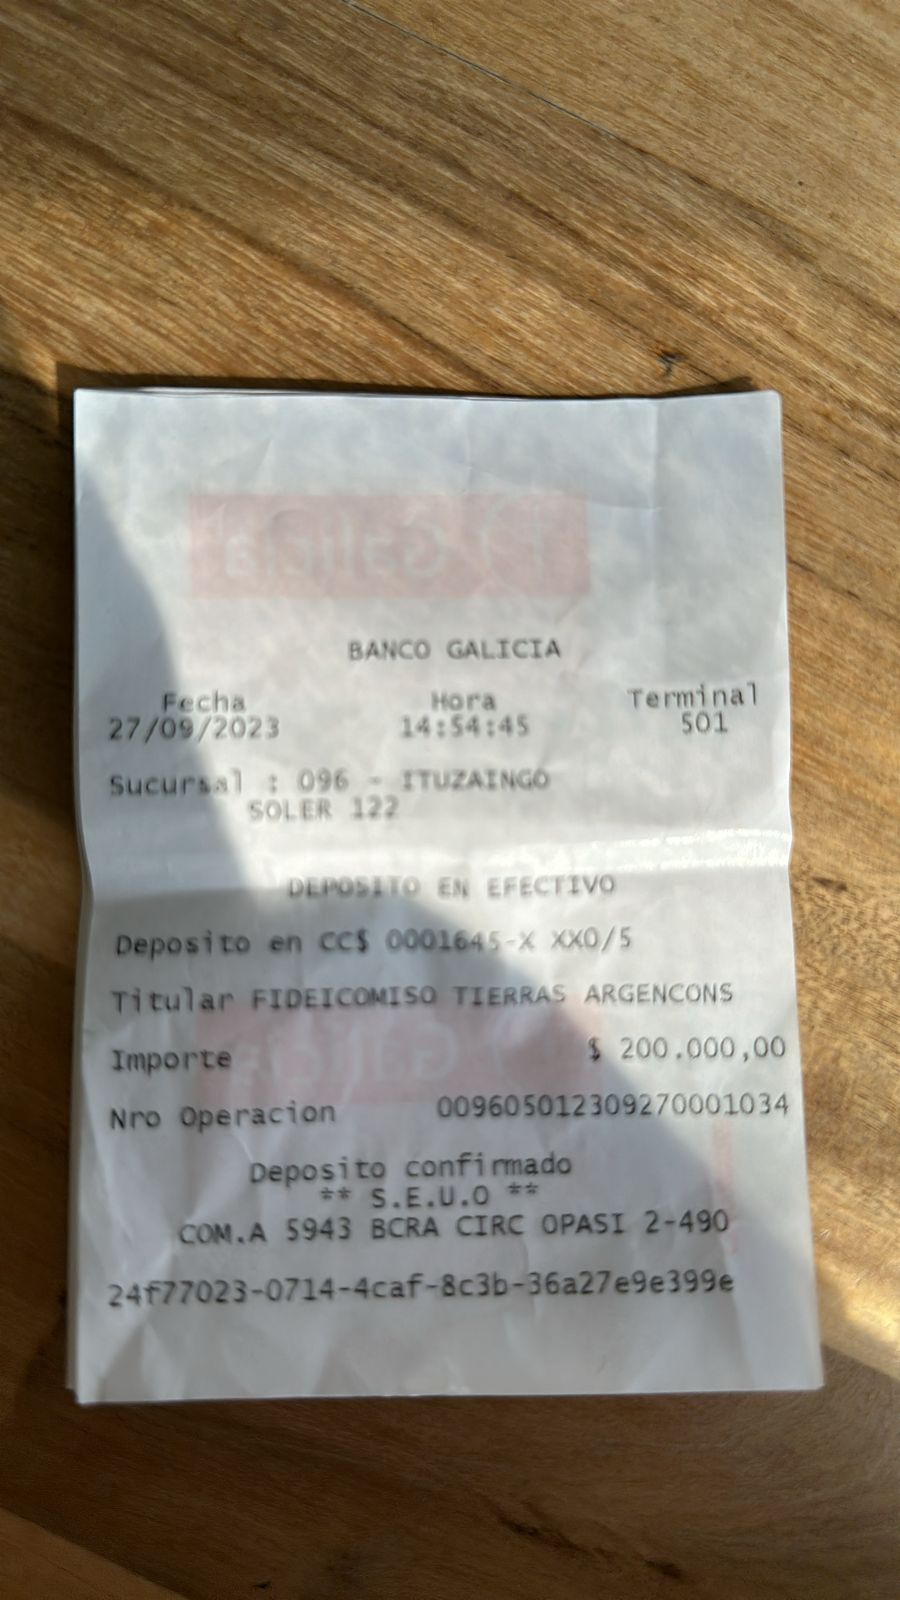 BANCO GALICIA
Fecha Hora Terminal
27/09/2023 14:54:45 501
Sucursal : 096 - ITUZAINGO
SOLER 122
DEPOSITO EN EFECTIVO
Deposito en CC$ 0001645-X XX0/5
Titular FIDEICOMISO TIERRAS ARGENCONS
Importe $ 200.000,00
Nro Operacion 009605012309270001034
Deposito confirmado
** S.E.U.O **
COM.A 5943 BCRA CIRC OPASI 2-490
24f77023-0714-4caf-8c3b-36a27e9e399e
Galicia
Galicia